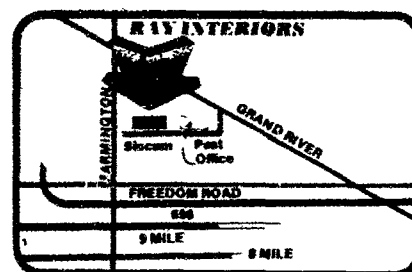 RAY INTERIORS
FARMINGTON
GRAND RIVER
Slocum
Post
Office
FREEDOM ROAD
696
9 MILE
8 MILE